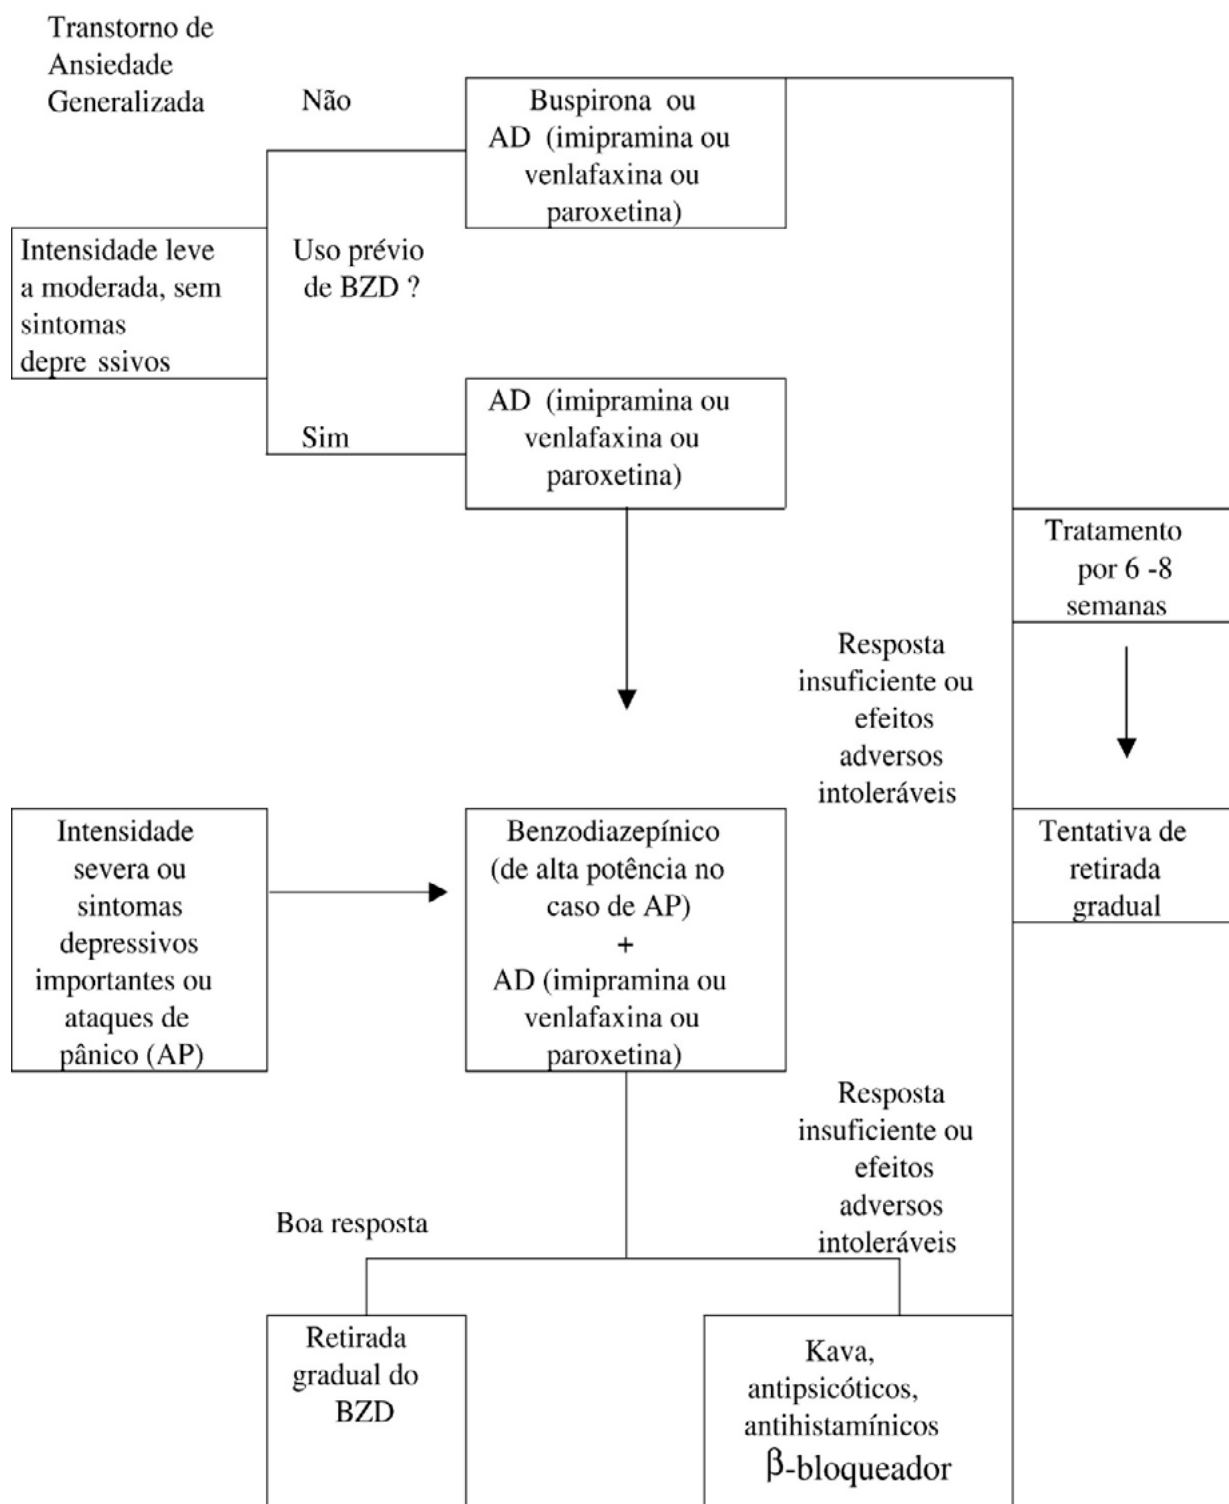 Transtorno de
Ansiedade
Generalizada
Não
Buspirona ou
AD (imipramina ou
venlafaxina ou
paroxetina)
Intensidade leve
a moderada, sem
sintomas
depre ssivos
Uso prévio
de BZD ?
Sim
AD (imipramina ou
venlafaxina ou
paroxetina)
Tratamento
por 6 -8
semanas
Resposta
insuficiente ou
efeitos
adversos
intoleráveis
Intensidade
severa ou
sintomas
depressivos
importantes ou
ataques de
pânico (AP)
Benzodiazepínico
(de alta potência no
caso de AP)
+
AD (imipramina ou
venlafaxina ou
paroxetina)
Tentativa de
retirada
gradual
Resposta
insuficiente ou
efeitos
adversos
intoleráveis
Boa resposta
Retirada
gradual do
BZD
Kava,
antipsicóticos,
antihistamínicos
β-bloqueador